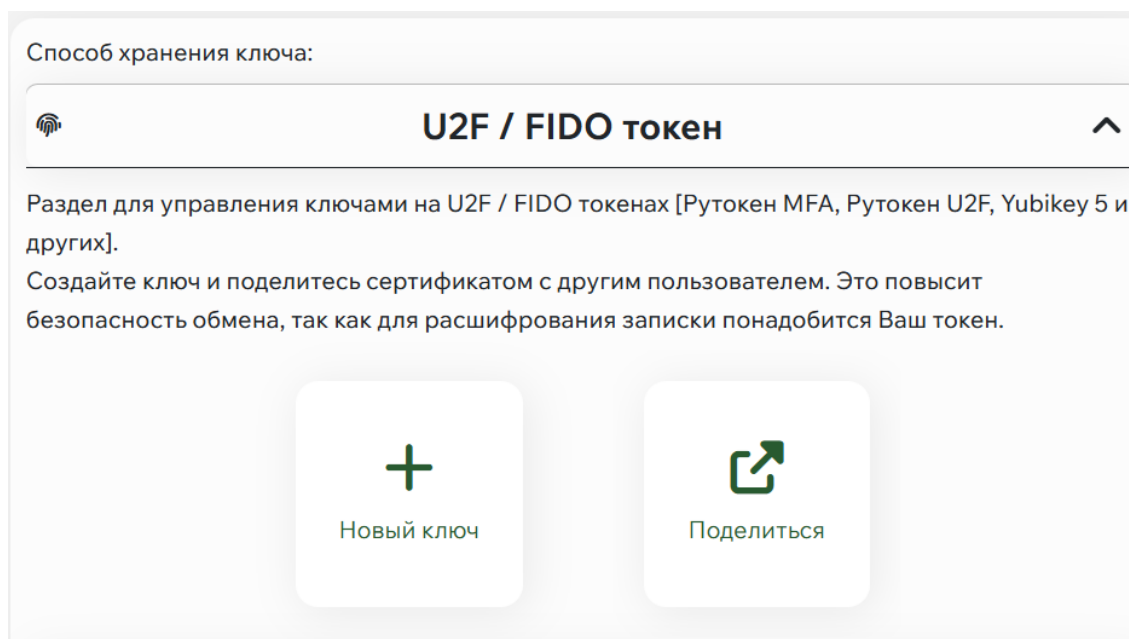 Способ хранения ключа:
U2F / FIDO токен
Раздел для управления ключами на U2F / FIDO токенах [Рутокен MFA, Рутокен U2F, Yubikey 5 и
других].
Создайте ключ и поделитесь сертификатом с другим пользователем. Это повысит
безопасность обмена, так как для расшифрования записки понадобится Ваш токен.
Новый ключ
Поделиться